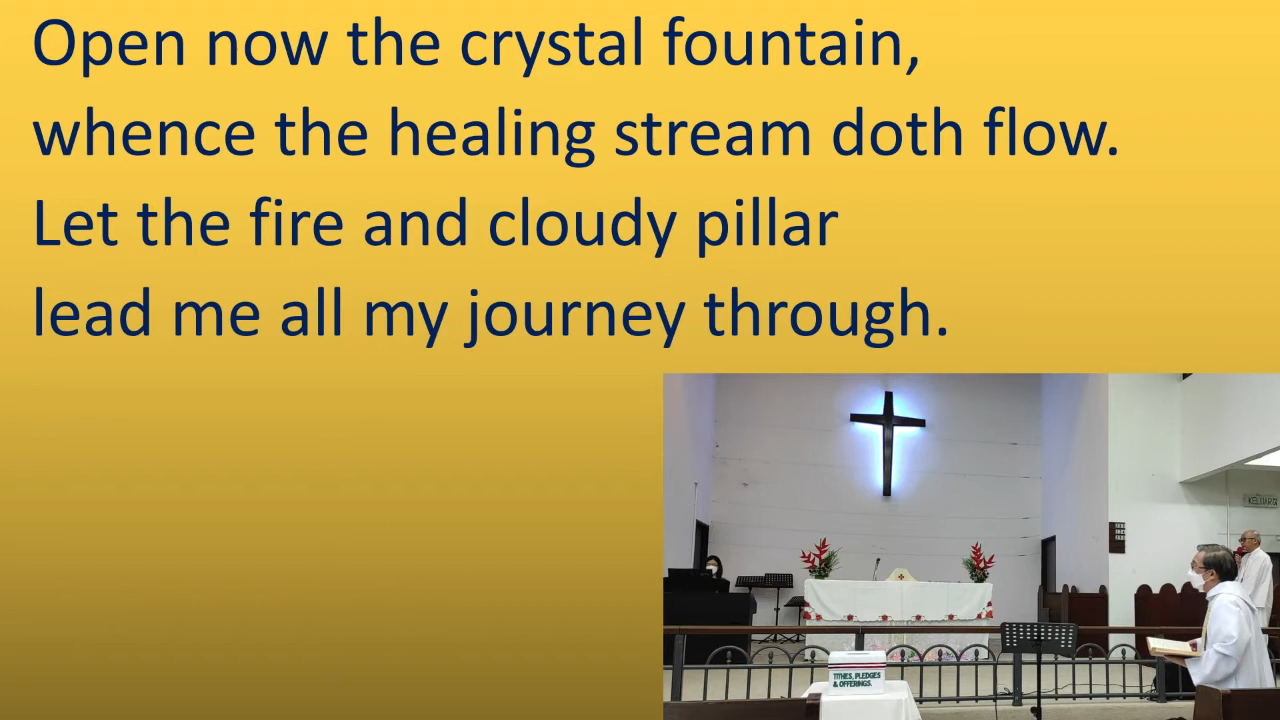 Open now the crystal fountain,
whence the healing stream doth flow.
Let the fire and cloudy pillar
lead me all my journey through.
KELUAR
TITHES, PLEDGES
& OFFERINGS.